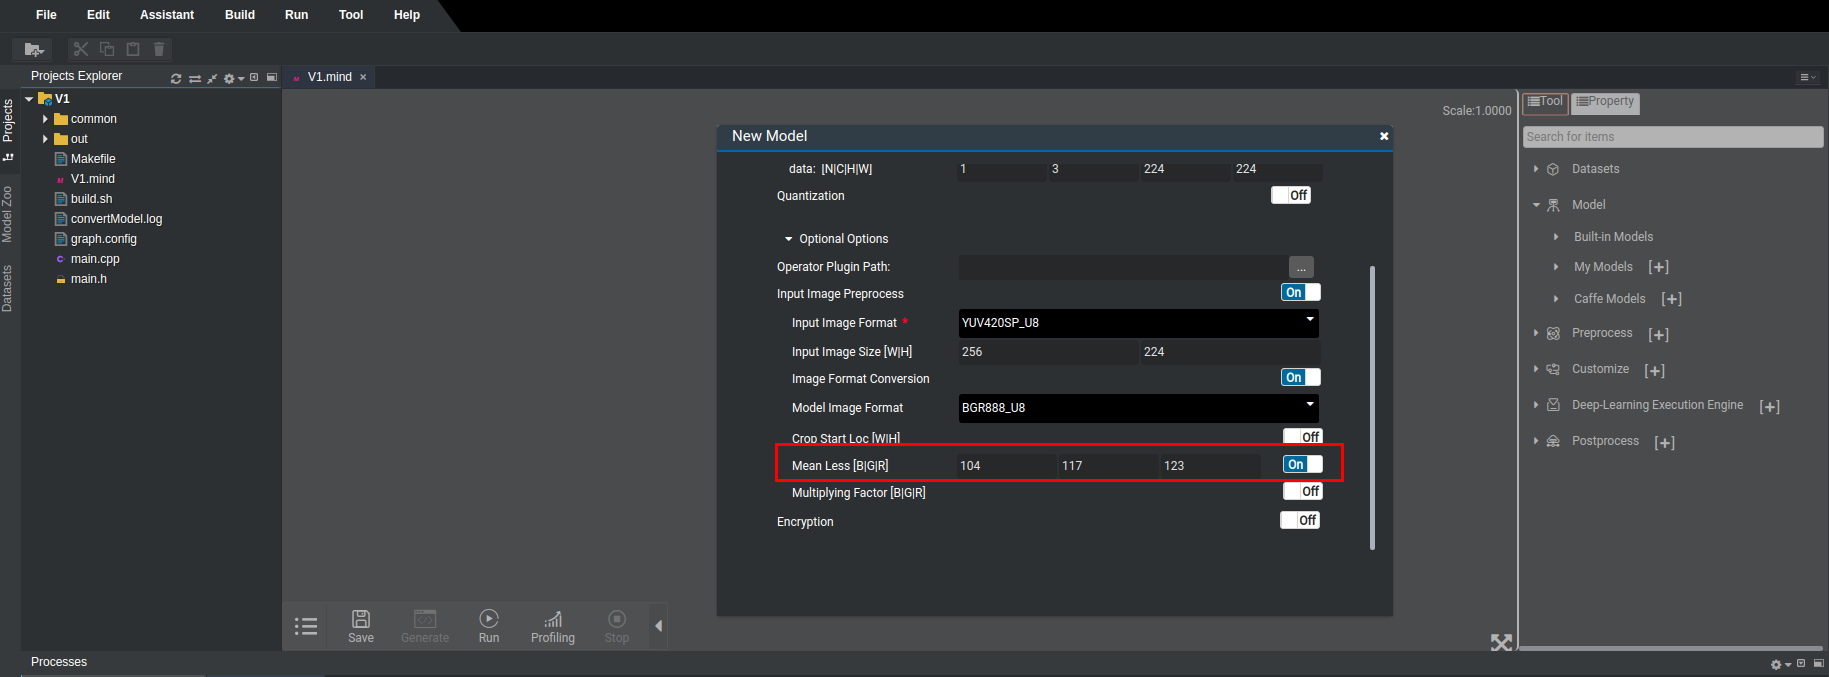 File Edit Assistant Build Run Tool Help
Projects Explorer
V1.mind ×
Projects
Model Zoo
Datasets
V1
common
out
Makefile
V1.mind
build.sh
convertModel.log
graph.config
main.cpp
main.h
Scale:1.0000
New Model
data: [N|C|H|W] 1 3 224 224
Quantization Off
Optional Options
Operator Plugin Path: ...
Input Image Preprocess On
Input Image Format * YUV420SP_U8
Input Image Size [W|H] 256 224
Image Format Conversion On
Model Image Format BGR888_U8
Crop Start Loc [W|H] Off
Mean Less [B|G|R] 104 117 123 On
Multiplying Factor [B|G|R] Off
Encryption Off
Tool Property
Search for items
Datasets
Model
Built-in Models
My Models [+]
Caffe Models [+]
Preprocess [+]
Customize [+]
Deep-Learning Execution Engine [+]
Postprocess [+]
Save Generate Run Profiling Stop
Processes